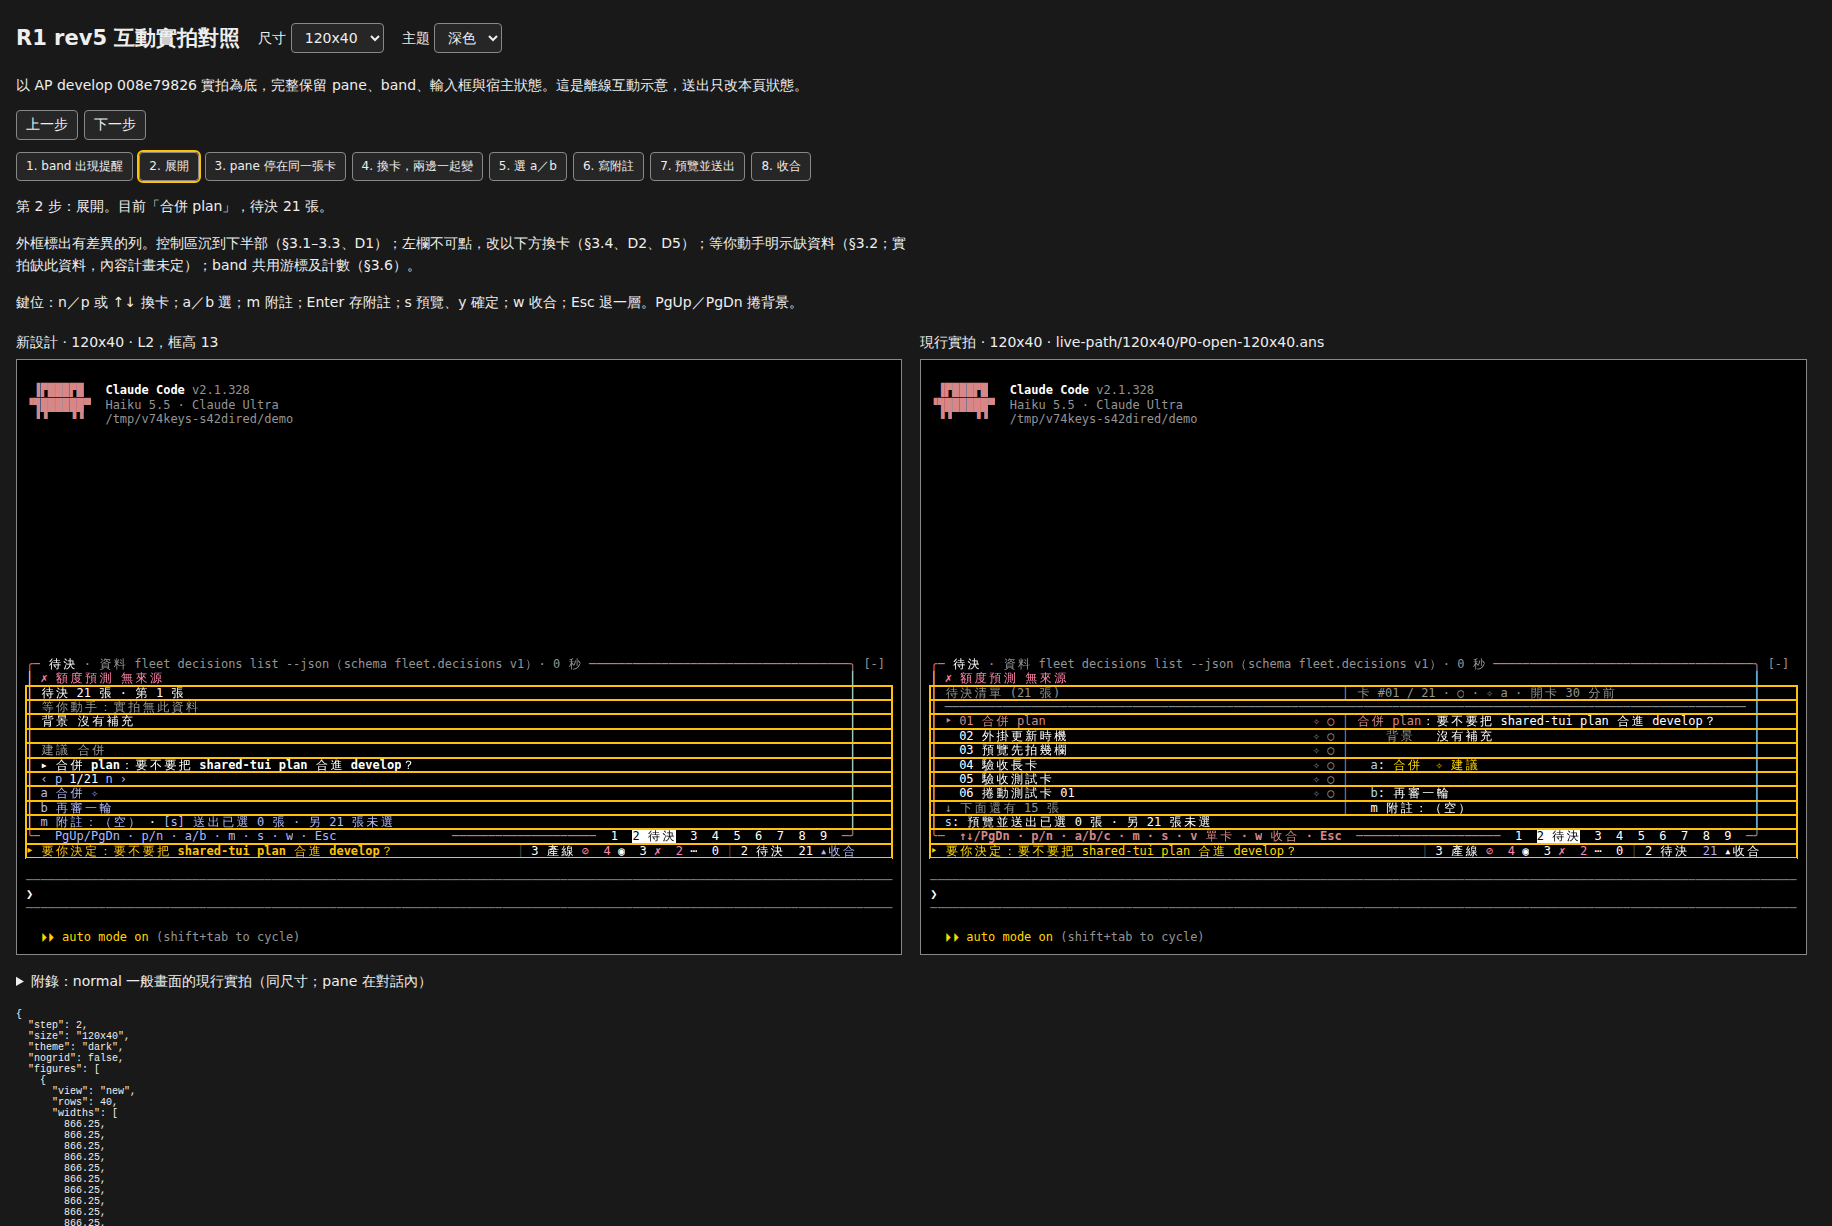 R1 rev5 互動實拍對照 尺寸 120x40 主題 深色
以 AP develop 008e79826 實拍為底，完整保留 pane、band、輸入框與宿主狀態。這是離線互動示意，送出只改本頁狀態。
上一步 下一步
1. band 出現提醒 2. 展開 3. pane 停在同一張卡 4. 換卡，兩邊一起變 5. 選 a／b 6. 寫附註 7. 預覽並送出 8. 收合
第 2 步：展開。目前「合併 plan」，待決 21 張。
外框標出有差異的列。控制區沉到下半部（§3.1–3.3、D1）；左欄不可點，改以下方換卡（§3.4、D2、D5）；等你動手明示缺資料（§3.2；實
拍缺此資料，內容計畫未定）；band 共用游標及計數（§3.6）。
鍵位：n／p 或 ↑↓ 換卡；a／b 選；m 附註；Enter 存附註；s 預覽、y 確定；w 收合；Esc 退一層。PgUp／PgDn 捲背景。
新設計 · 120x40 · L2，框高 13
Claude Code v2.1.328
Haiku 5.5 · Claude Ultra
/tmp/v74keys-s42dired/demo
待決 · 資料 fleet decisions list --json（schema fleet.decisions v1）· 0 秒 [-]
✗ 額度預測 無來源
待決 21 張 · 第 1 張
等你動手：實拍無此資料
背景 沒有補充
建議 合併
▸ 合併 plan：要不要把 shared-tui plan 合進 develop？
‹ p 1/21 n ›
a 合併 ✧
b 再審一輪
m 附註：（空） · [s] 送出已選 0 張 · 另 21 張未選
PgUp/PgDn · p/n · a/b · m · s · w · Esc 1 2 待決 3 4 5 6 7 8 9
▸ 要你決定：要不要把 shared-tui plan 合進 develop？ | 3 產線 ⊘ 4 ◉ 3 ✗ 2 ⋯ 0 | 2 待決 21 ▴收合
❯
⏵⏵ auto mode on (shift+tab to cycle)
現行實拍 · 120x40 · live-path/120x40/P0-open-120x40.ans
Claude Code v2.1.328
Haiku 5.5 · Claude Ultra
/tmp/v74keys-s42dired/demo
待決 · 資料 fleet decisions list --json（schema fleet.decisions v1）· 0 秒 [-]
✗ 額度預測 無來源
待決清單 (21 張) | 卡 #01 / 21 · ○ · ✧ a · 開卡 30 分前
▸ 01 合併 plan ✧ ○ | 合併 plan：要不要把 shared-tui plan 合進 develop？
02 外掛更新時機 ✧ ○ | 背景 沒有補充
03 預覽先拍幾欄 ✧ ○ |
04 驗收長卡 ✧ ○ | a: 合併 ✧ 建議
05 驗收測試卡 ✧ ○ |
06 捲動測試卡 01 ✧ ○ | b: 再審一輪
↓ 下面還有 15 張 | m 附註：（空）
s: 預覽並送出已選 0 張 · 另 21 張未選
↑↓/PgDn · p/n · a/b/c · m · s · v 單卡 · w 收合 · Esc 1 2 待決 3 4 5 6 7 8 9
▸ 要你決定：要不要把 shared-tui plan 合進 develop？ | 3 產線 ⊘ 4 ◉ 3 ✗ 2 ⋯ 0 | 2 待決 21 ▴收合
❯
⏵⏵ auto mode on (shift+tab to cycle)
▶ 附錄：normal 一般畫面的現行實拍（同尺寸；pane 在對話內）
{
"step": 2,
"size": "120x40",
"theme": "dark",
"nogrid": false,
"figures": [
{
"view": "new",
"rows": 40,
"widths": [
866.25,
866.25,
866.25,
866.25,
866.25,
866.25,
866.25,
866.25,
866.25,
866.25,